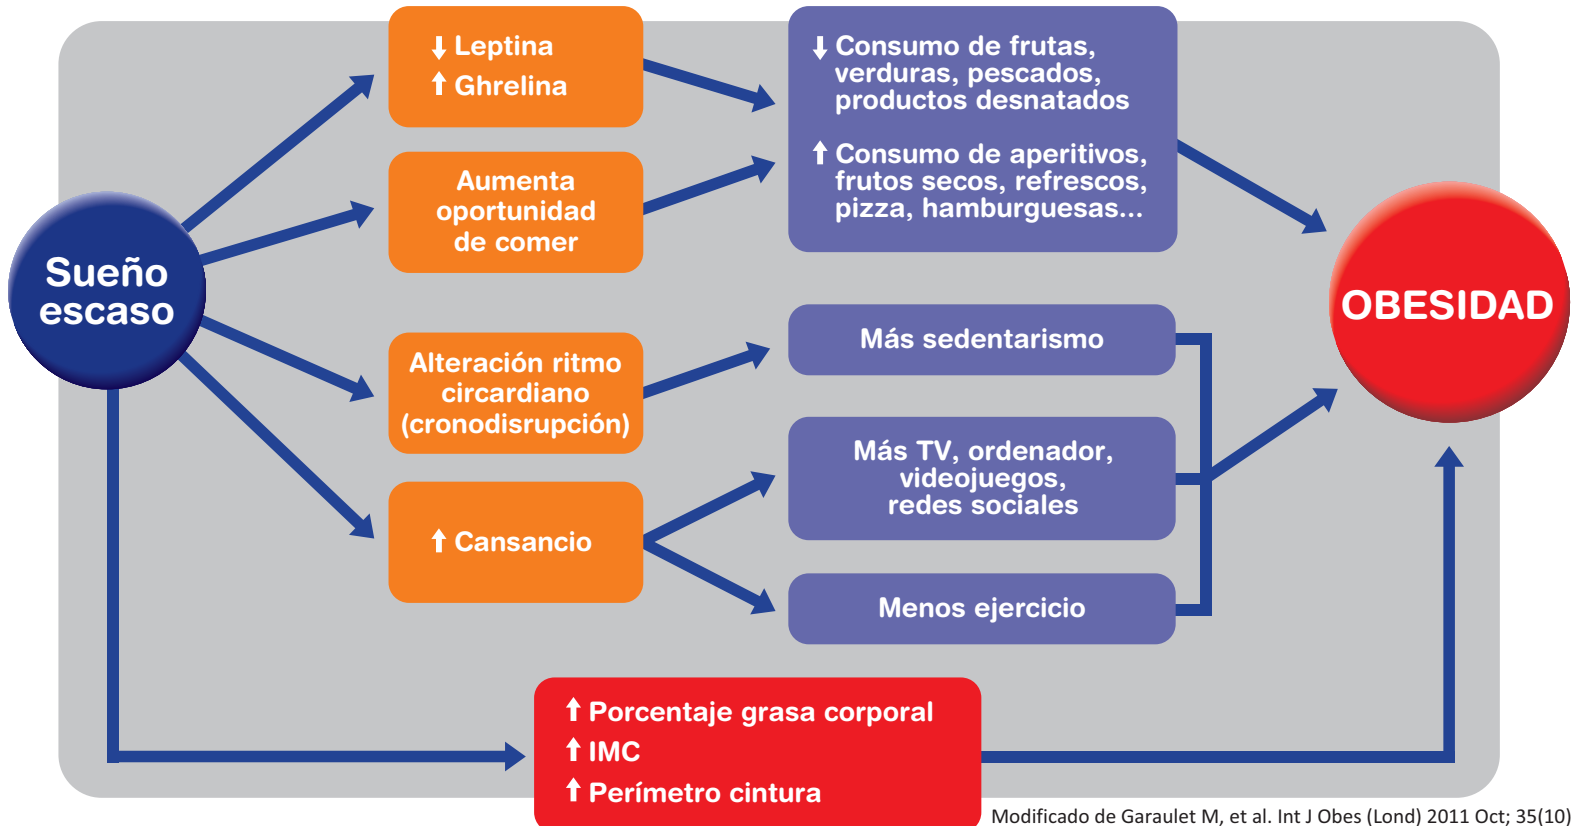 Sueño
escaso
↓ Leptina
↑ Ghrelina
Aumenta
oportunidad
de comer
Alteración ritmo
circardiano
(cronodisrupción)
↑ Cansancio
↓ Consumo de frutas,
verduras, pescados,
productos desnatados
↑ Consumo de aperitivos,
frutos secos, refrescos,
pizza, hamburguesas...
Más sedentarismo
Más TV, ordenador,
videojuegos,
redes sociales
Menos ejercicio
OBESIDAD
↑ Porcentaje grasa corporal
↑ IMC
↑ Perímetro cintura
Modificado de Garaulet M, et al. Int J Obes (Lond) 2011 Oct; 35(10)